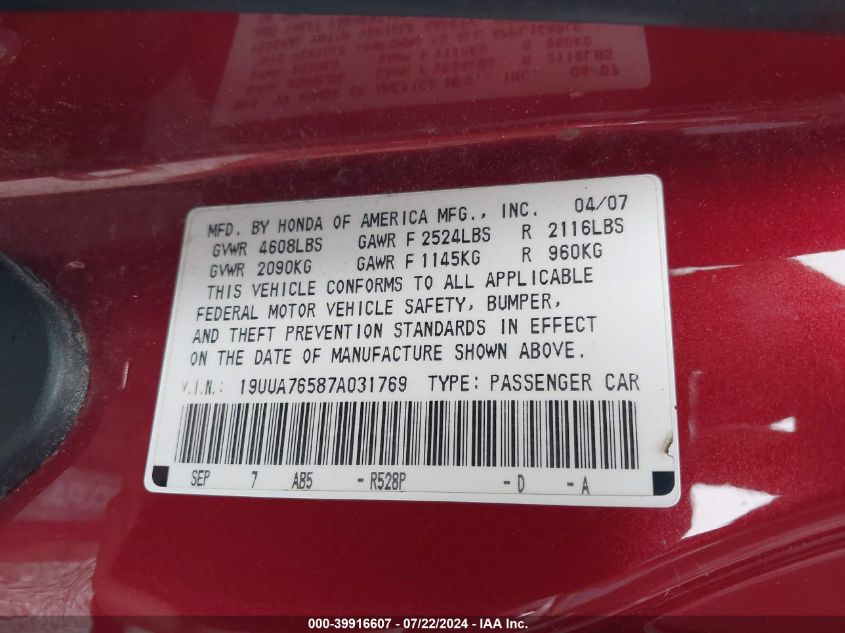 MFD. BY HONDA OF AMERICA MFG., INC. 04/07
GVWR 4608LBS GAWR F 2524LBS R 2116LBS
GVWR 2090KG GAWR F 1145KG R 960KG
THIS VEHICLE CONFORMS TO ALL APPLICABLE
FEDERAL MOTOR VEHICLE SAFETY, BUMPER,
AND THEFT PREVENTION STANDARDS IN EFFECT
ON THE DATE OF MANUFACTURE SHOWN ABOVE.
V.I.N.: 19UUA76587A031769 TYPE: PASSENGER CAR
SEP 7 AB5 - R528P - D - A
000-39916607 - 07/22/2024 - IAA Inc.